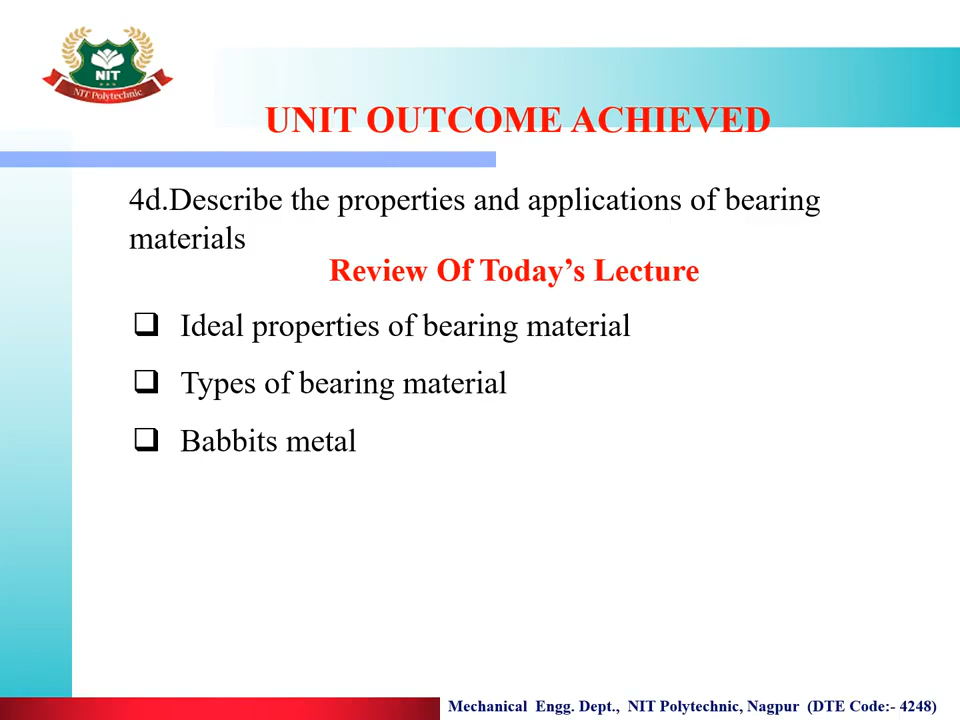 NIT
NIT Polytechnic
UNIT OUTCOME ACHIEVED
4d.Describe the properties and applications of bearing
materials
Review Of Today’s Lecture
❑ Ideal properties of bearing material
❑ Types of bearing material
❑ Babbits metal
Mechanical Engg. Dept., NIT Polytechnic, Nagpur (DTE Code:- 4248)